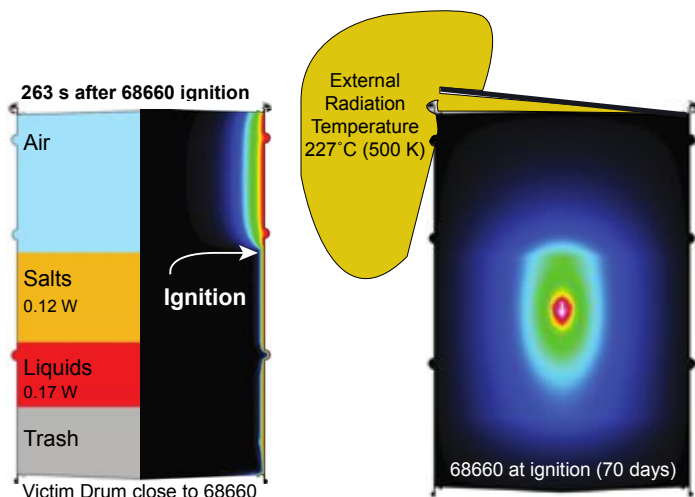 263 s after 68660 ignition
Air
Salts
0.12 W
Liquids
0.17 W
Trash
Ignition
Victim Drum close to 68660
External
Radiation
Temperature
227˚C (500 K)
68660 at ignition (70 days)